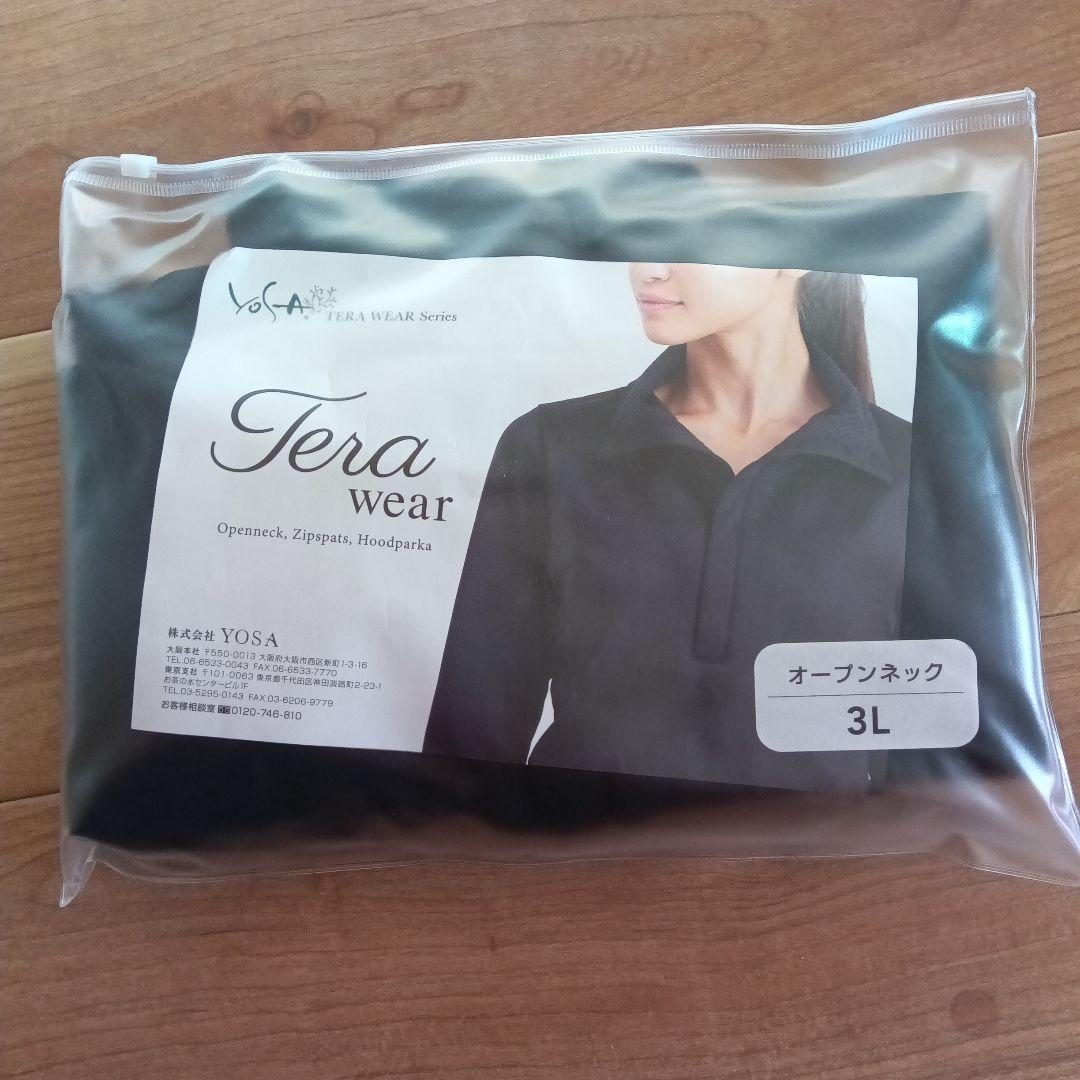 YOSA
TERA WEAR Series
Tera
wear
Openneck, Zipspats, Hoodparka
株式会社 YOSA
大阪本社 〒550-0013 大阪府大阪市西区新町1-3-16
TEL.06-6533-0043 FAX.06-6533-7770
東京支社 〒101-0063 東京都千代田区神田淡路町2-23-1
お茶の水センタービル1F
TEL.03-5295-0143 FAX.03-6206-9779
お客様相談室 0120-746-810
オープンネック
3L